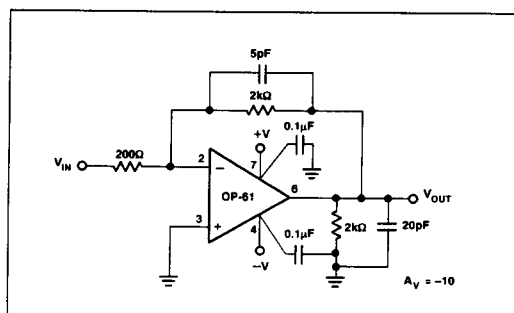 5pF
2kΩ
0.1μF
+V
200Ω
V_IN
2
−
7
OP-61
6
V_OUT
3
+
4
0.1μF
2kΩ
20pF
−V
A_V = −10